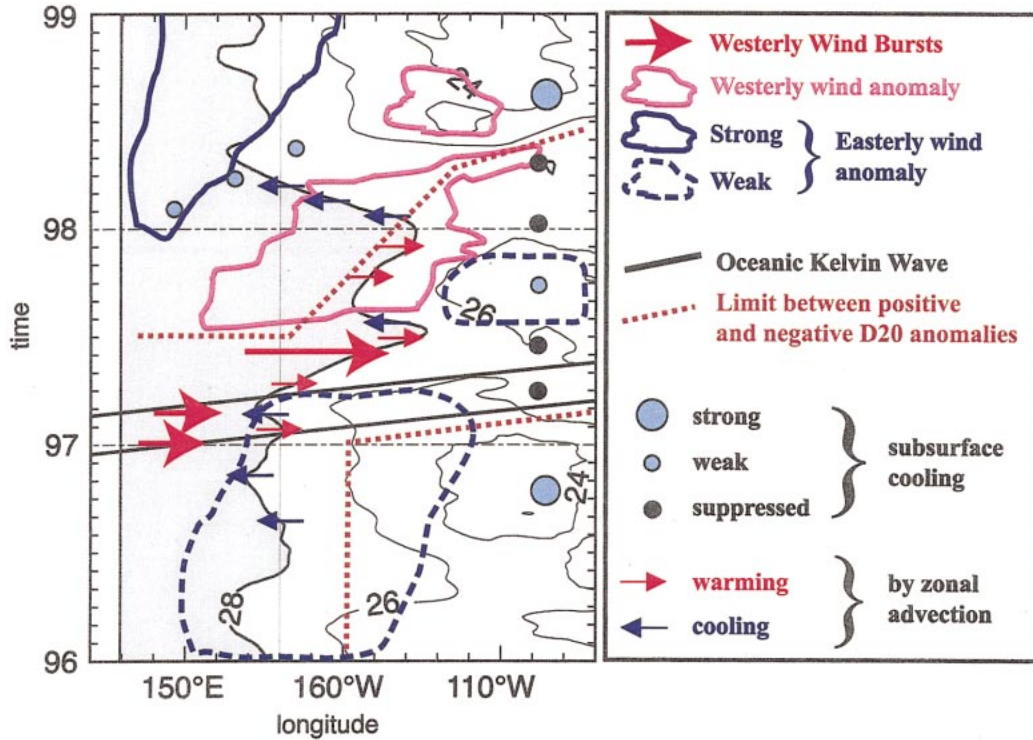 99
98
97
96
time
150°E
160°W
110°W
longitude
24
26
24
28
26
Westerly Wind Bursts
Westerly wind anomaly
Strong
Weak
Easterly wind
anomaly
Oceanic Kelvin Wave
Limit between positive
and negative D20 anomalies
strong
weak
suppressed
subsurface
cooling
warming
cooling
by zonal
advection